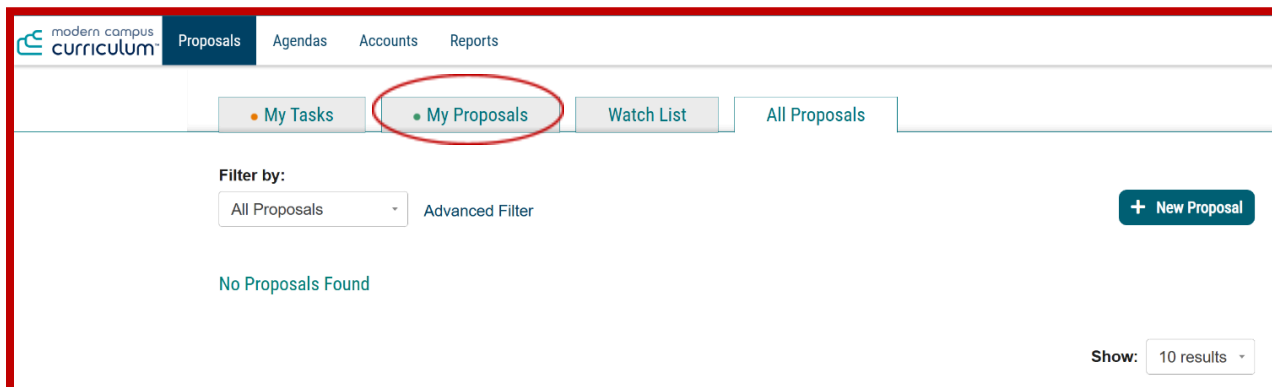 modern campus
curriculum™
Proposals Agendas Accounts Reports
My Tasks My Proposals Watch List All Proposals
Filter by:
All Proposals Advanced Filter
+ New Proposal
No Proposals Found
Show: 10 results